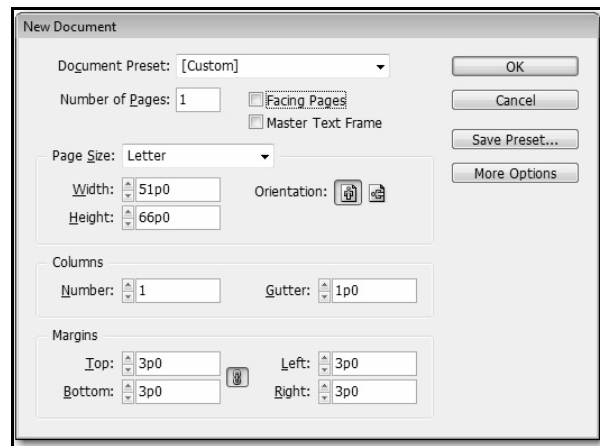 New Document
Document Preset: [Custom]
OK
Number of Pages: 1
Facing Pages
Cancel
Master Text Frame
Save Preset...
Page Size: Letter
More Options
Width: 51p0
Orientation:
Height: 66p0
Columns
Number: 1
Gutter: 1p0
Margins
Top: 3p0
Left: 3p0
Bottom: 3p0
Right: 3p0